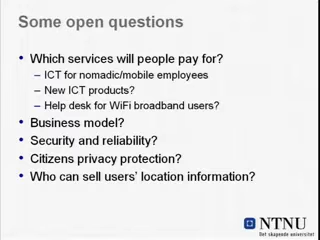 Some open questions
• Which services will people pay for?
– ICT for nomadic/mobile employees
– New ICT products?
– Help desk for WiFi broadband users?
• Business model?
• Security and reliability?
• Citizens privacy protection?
• Who can sell users' location information?
NTNU
Det skapende universitet